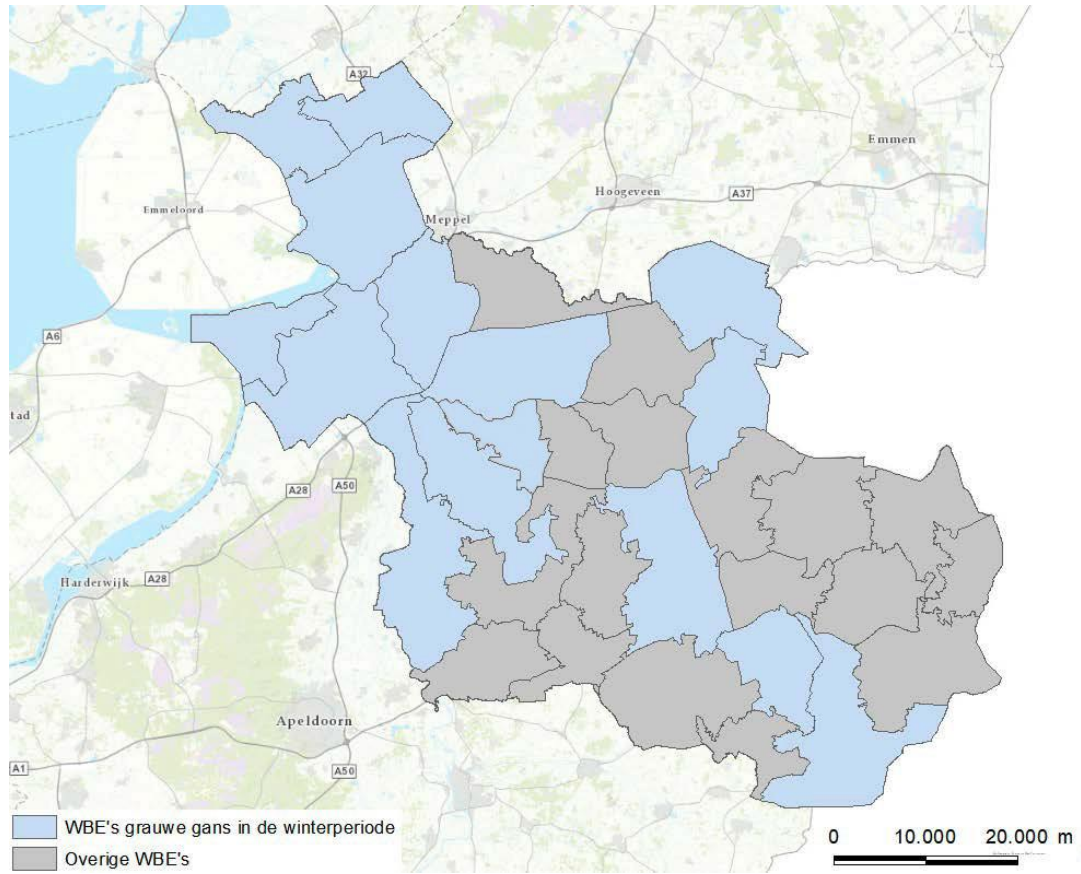 A32
Emmen
Emmeloord
Hoogeveen
A37
Meppel
A6
tad
A28
A50
Harderwijk
A28
Apeldoorn
A1
A50
WBE's grauwe gans in de winterperiode
Overige WBE's
0 10.000 20.000 m